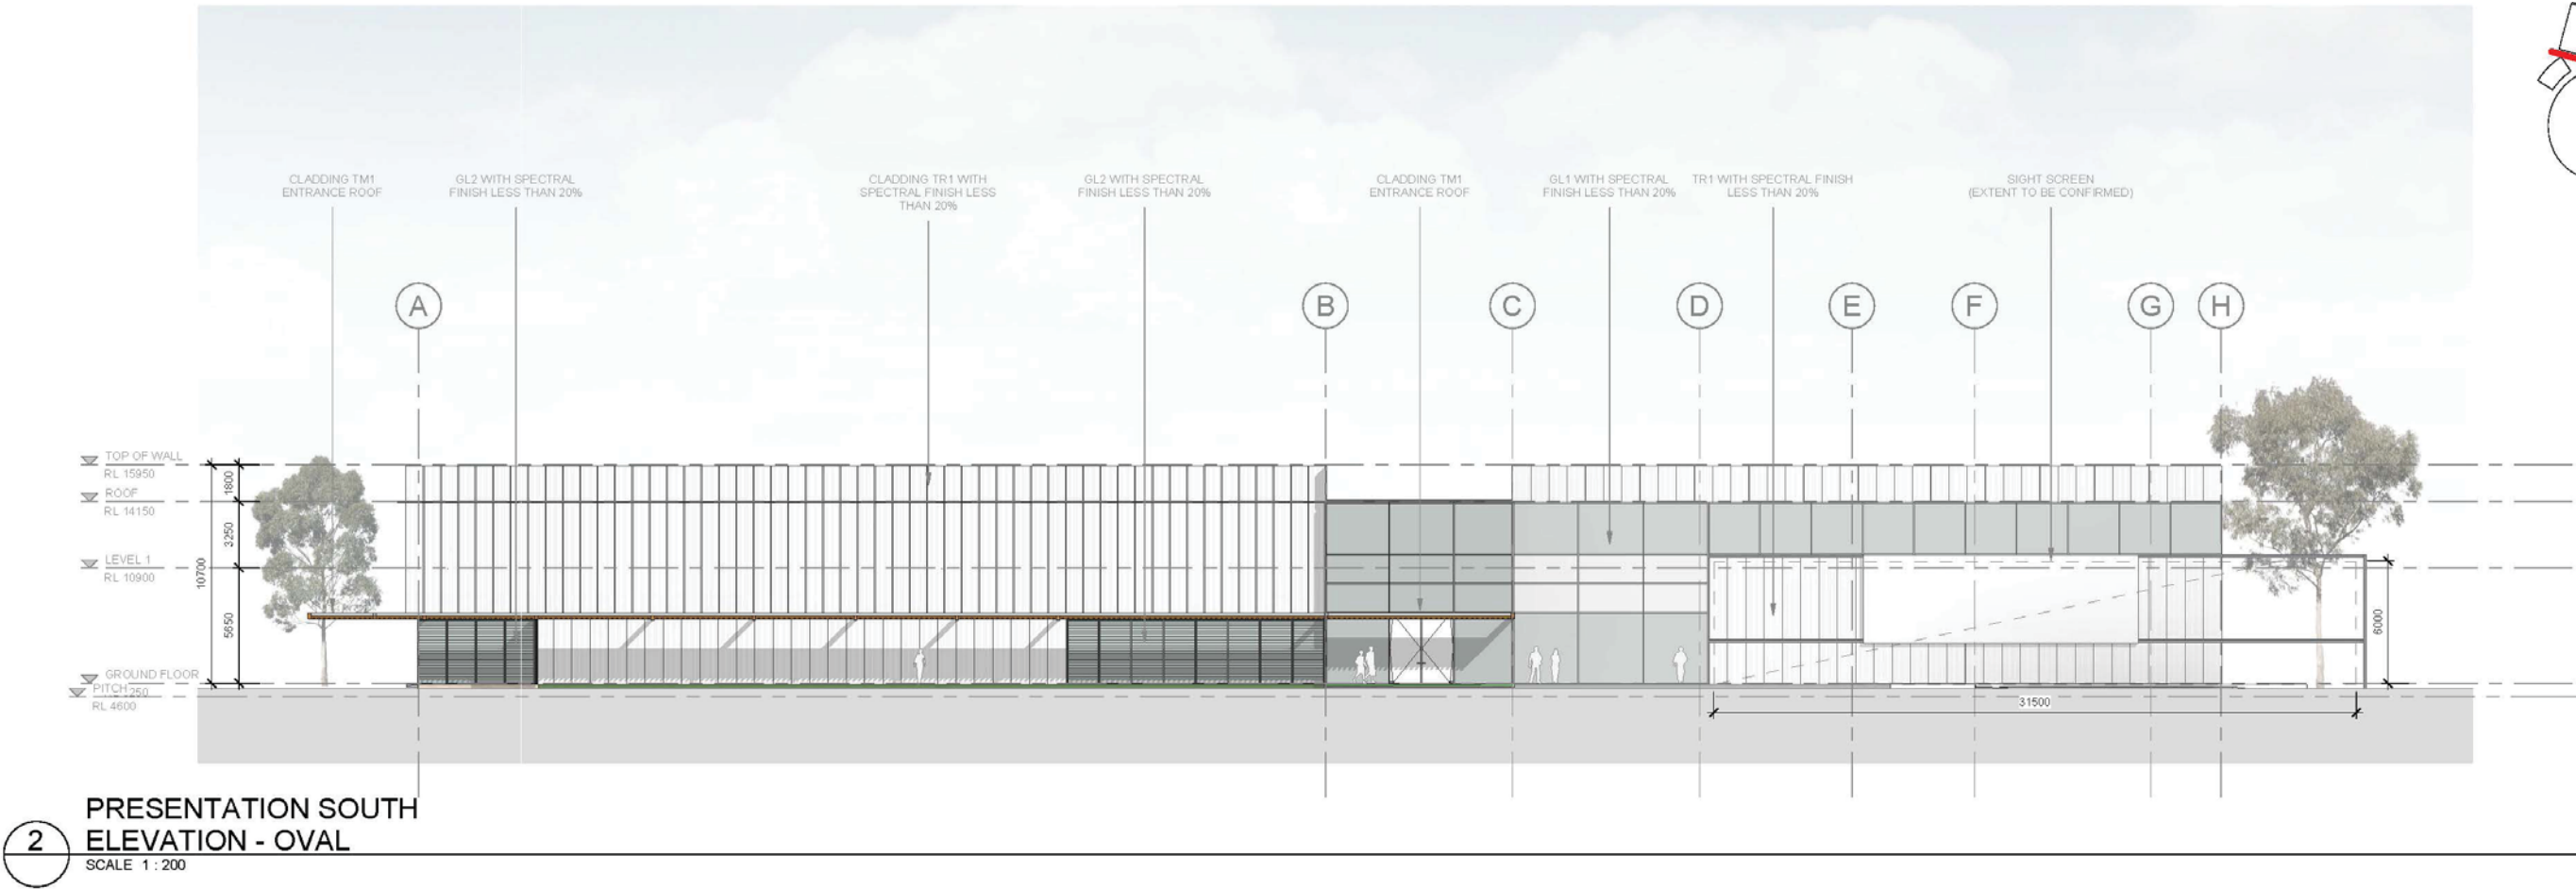 CLADDING TM1
ENTRANCE ROOF
GL2 WITH SPECTRAL
FINISH LESS THAN 20%
CLADDING TR1 WITH
SPECTRAL FINISH LESS
THAN 20%
GL2 WITH SPECTRAL
FINISH LESS THAN 20%
CLADDING TM1
ENTRANCE ROOF
GL1 WITH SPECTRAL
FINISH LESS THAN 20%
TR1 WITH SPECTRAL FINISH
LESS THAN 20%
SIGHT SCREEN
(EXTENT TO BE CONFIRMED)
A
B
C
D
E
F
G
H
TOP OF WALL
RL 15950
ROOF
RL 14150
LEVEL 1
RL 10900
GROUND FLOOR
PITCH
250
RL 4600
1800
3250
10700
5650
6000
31500
2
PRESENTATION SOUTH
ELEVATION - OVAL
SCALE 1 : 200